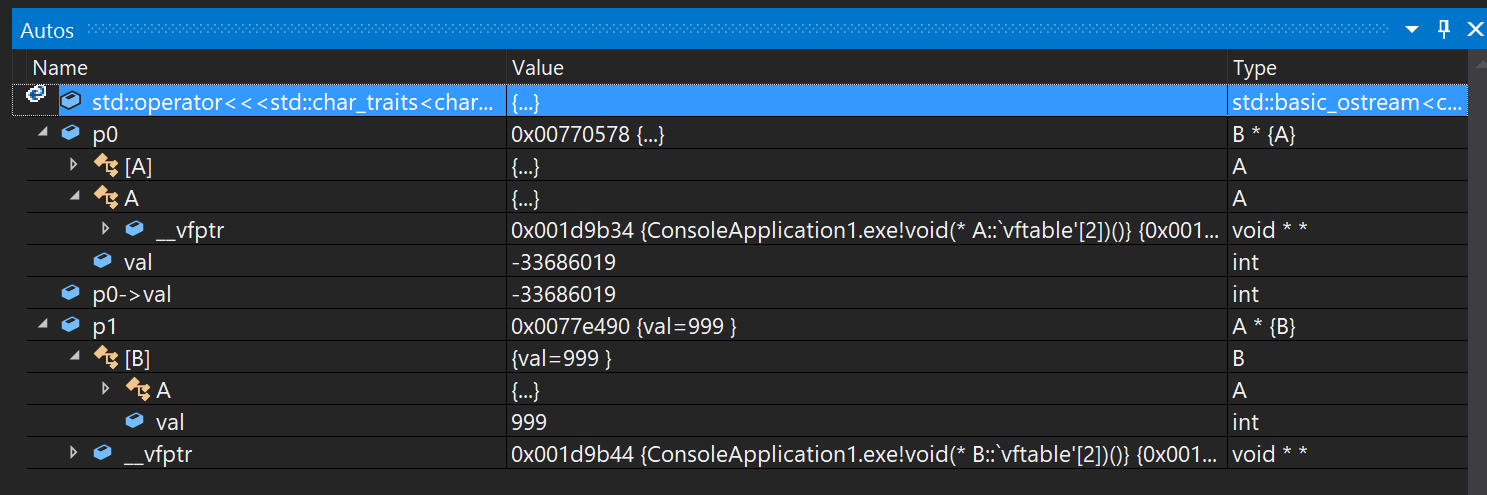 Autos
Name Value Type
std::operator<<<std::char_traits<char... {...} std::basic_ostream<c...
p0 0x00770578 {...} B * {A}
[A] {...} A
A {...} A
__vfptr 0x001d9b34 {ConsoleApplication1.exe!void(* A::`vftable'[2])()} {0x001... void * *
val -33686019 int
p0->val -33686019 int
p1 0x0077e490 {val=999 } A * {B}
[B] {val=999 } B
A {...} A
val 999 int
__vfptr 0x001d9b44 {ConsoleApplication1.exe!void(* B::`vftable'[2])()} {0x001... void * *